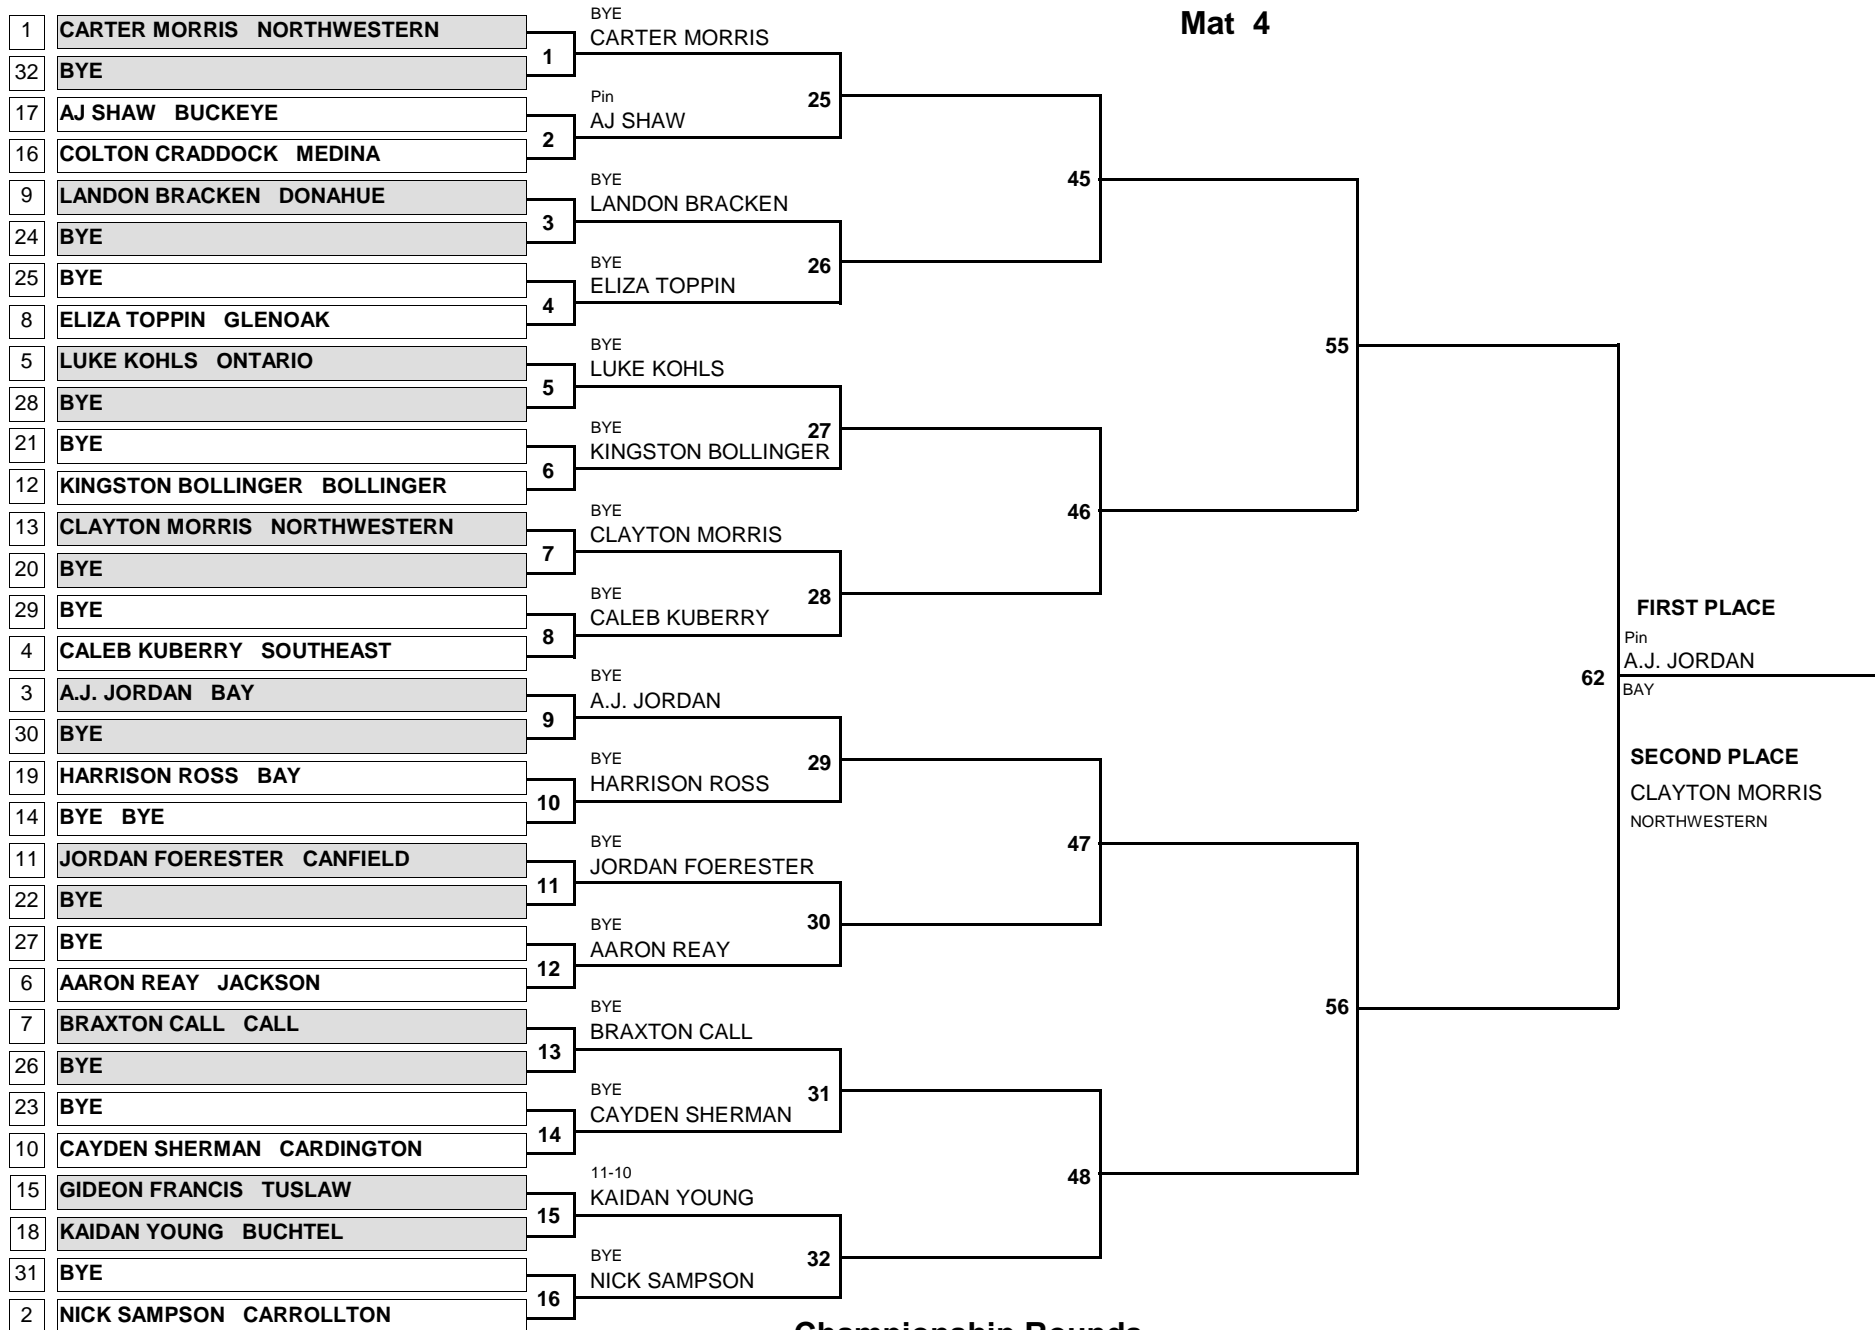 Mat 4
1 CARTER MORRIS NORTHWESTERN
32 BYE
17 AJ SHAW BUCKEYE
16 COLTON CRADDOCK MEDINA
9 LANDON BRACKEN DONAHUE
24 BYE
25 BYE
8 ELIZA TOPPIN GLENOAK
5 LUKE KOHLS ONTARIO
28 BYE
21 BYE
12 KINGSTON BOLLINGER BOLLINGER
13 CLAYTON MORRIS NORTHWESTERN
20 BYE
29 BYE
4 CALEB KUBERRY SOUTHEAST
3 A.J. JORDAN BAY
30 BYE
19 HARRISON ROSS BAY
14 BYE BYE
11 JORDAN FOERESTER CANFIELD
22 BYE
27 BYE
6 AARON REAY JACKSON
7 BRAXTON CALL CALL
26 BYE
23 BYE
10 CAYDEN SHERMAN CARDINGTON
15 GIDEON FRANCIS TUSLAW
18 KAIDAN YOUNG BUCHTEL
31 BYE
2 NICK SAMPSON CARROLLTON
1
2
3
4
5
6
7
8
9
10
11
12
13
14
15
16
BYE
CARTER MORRIS
Pin
AJ SHAW
BYE
LANDON BRACKEN
BYE
ELIZA TOPPIN
BYE
LUKE KOHLS
BYE
KINGSTON BOLLINGER
BYE
CLAYTON MORRIS
BYE
CALEB KUBERRY
BYE
A.J. JORDAN
BYE
HARRISON ROSS
BYE
JORDAN FOERESTER
BYE
AARON REAY
BYE
BRAXTON CALL
BYE
CAYDEN SHERMAN
11-10
KAIDAN YOUNG
BYE
NICK SAMPSON
25
26
27
28
29
30
31
32
45
46
47
48
55
56
62
FIRST PLACE
Pin
A.J. JORDAN
BAY
SECOND PLACE
CLAYTON MORRIS
NORTHWESTERN
Championship Rounds